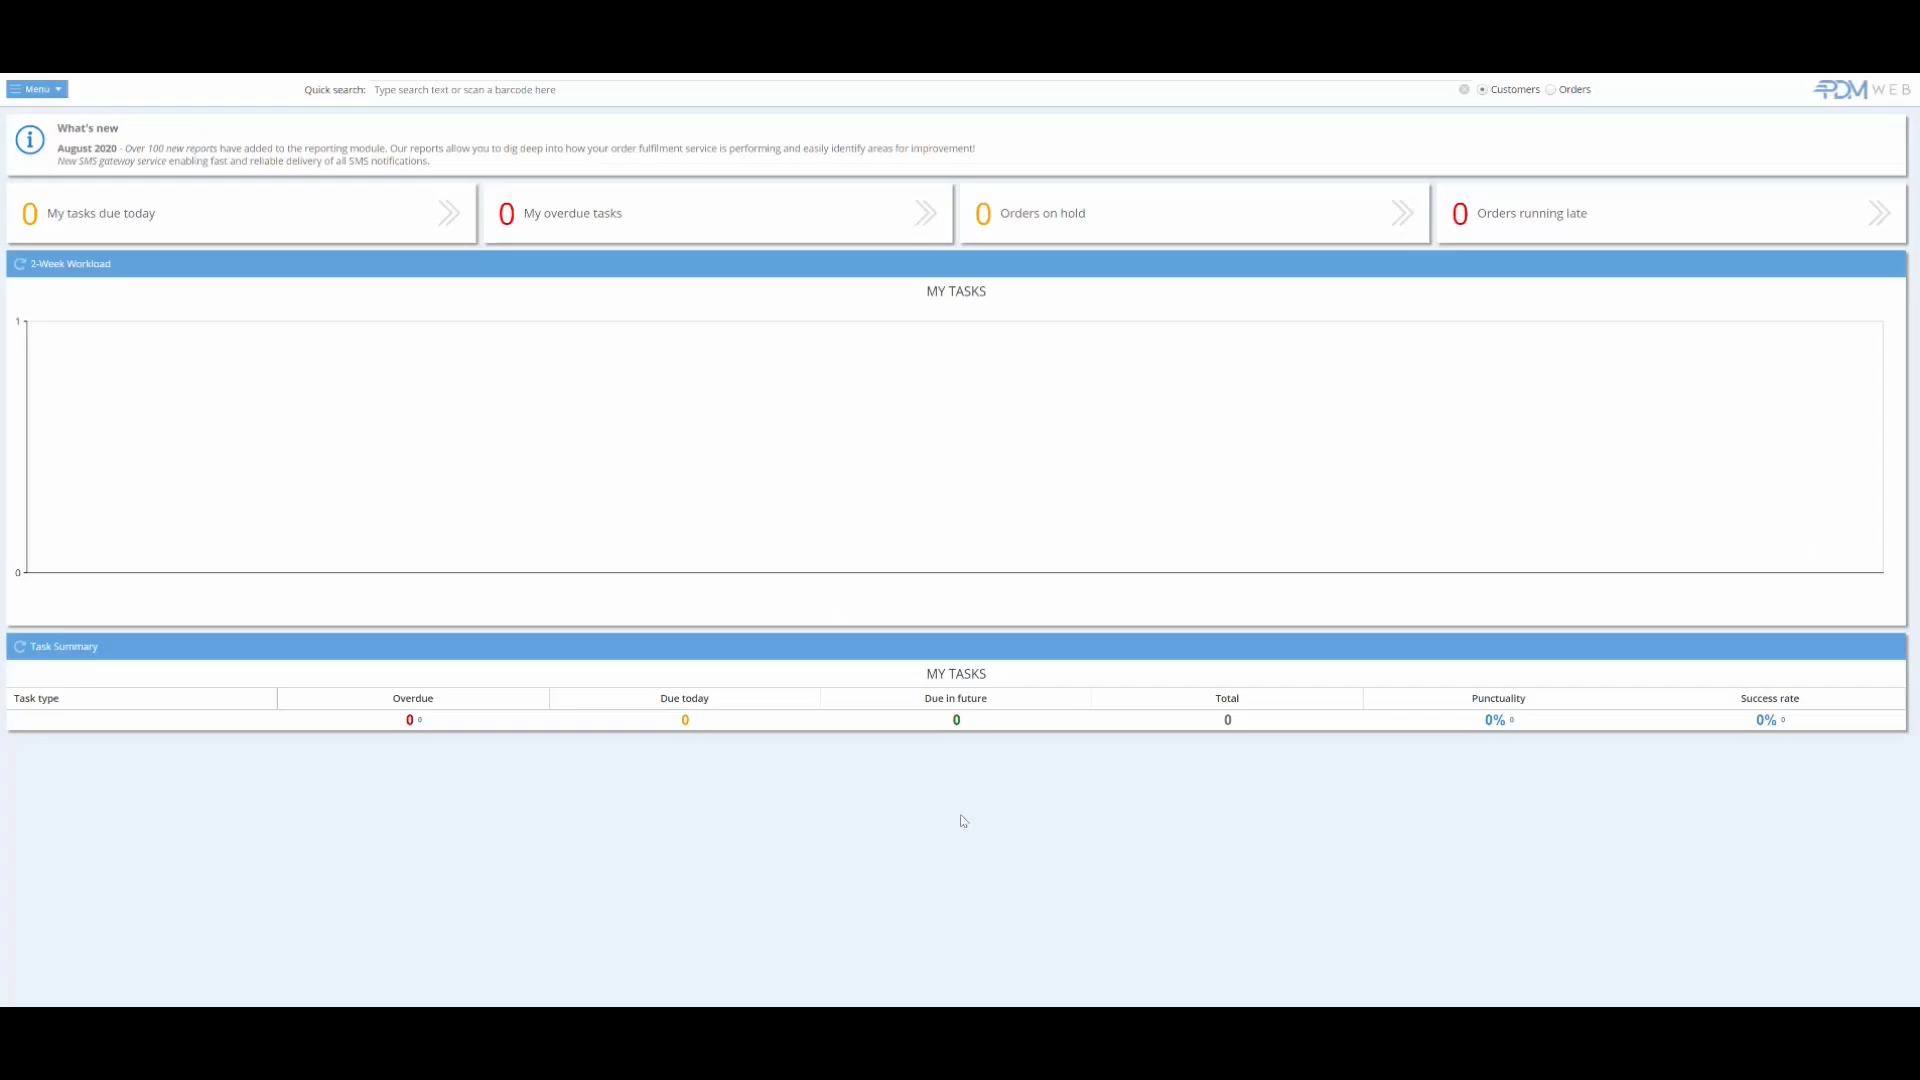 Menu
Quick search: Type search text or scan a barcode here
Customers Orders
PDM WEB
What's new
August 2020 - Over 100 new reports have added to the reporting module. Our reports allow you to dig deep into how your order fulfilment service is performing and easily identify areas for improvement!
New SMS gateway service enabling fast and reliable delivery of all SMS notifications.
0 My tasks due today
0 My overdue tasks
0 Orders on hold
0 Orders running late
2-Week Workload
MY TASKS
1
0
Task Summary
MY TASKS
Task type Overdue Due today Due in future Total Punctuality Success rate
0 0 0 0 0 0% 0 0% 0